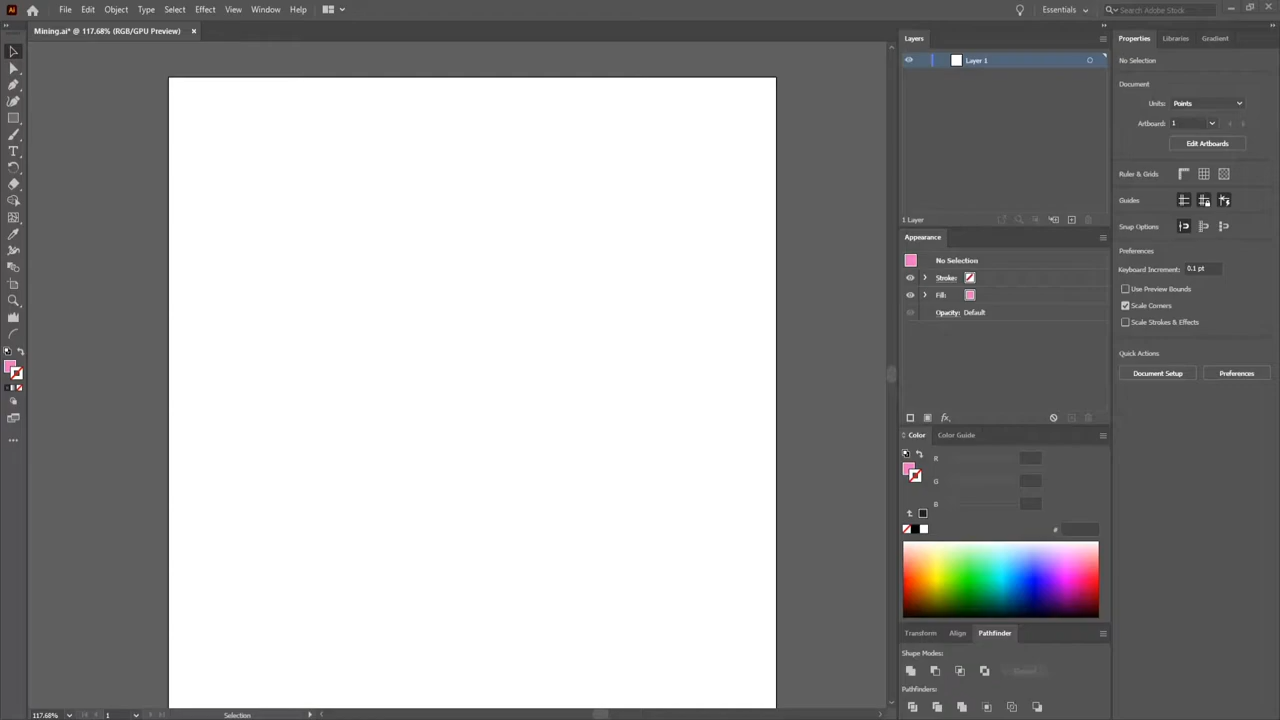 Ai File Edit Object Type Select Effect View Window Help Essentials Search Adobe Stock
Mining.ai* @ 117.68% (RGB/GPU Preview)
Layers
Layer 1
1 Layer
Appearance
No Selection
Stroke:
Fill:
Opacity: Default
fx
Color Color Guide
R
G
B
#
Transform Align Pathfinder
Shape Modes:
Pathfinders:
Properties Libraries Gradient
No Selection
Document
Units: Points
Artboard: 1
Edit Artboards
Ruler & Grids
Guides
Snap Options
Preferences
Keyboard Increment: 0.1 pt
Use Preview Bounds
Scale Corners
Scale Strokes & Effects
Quick Actions
Document Setup Preferences
117.68% 1 Selection